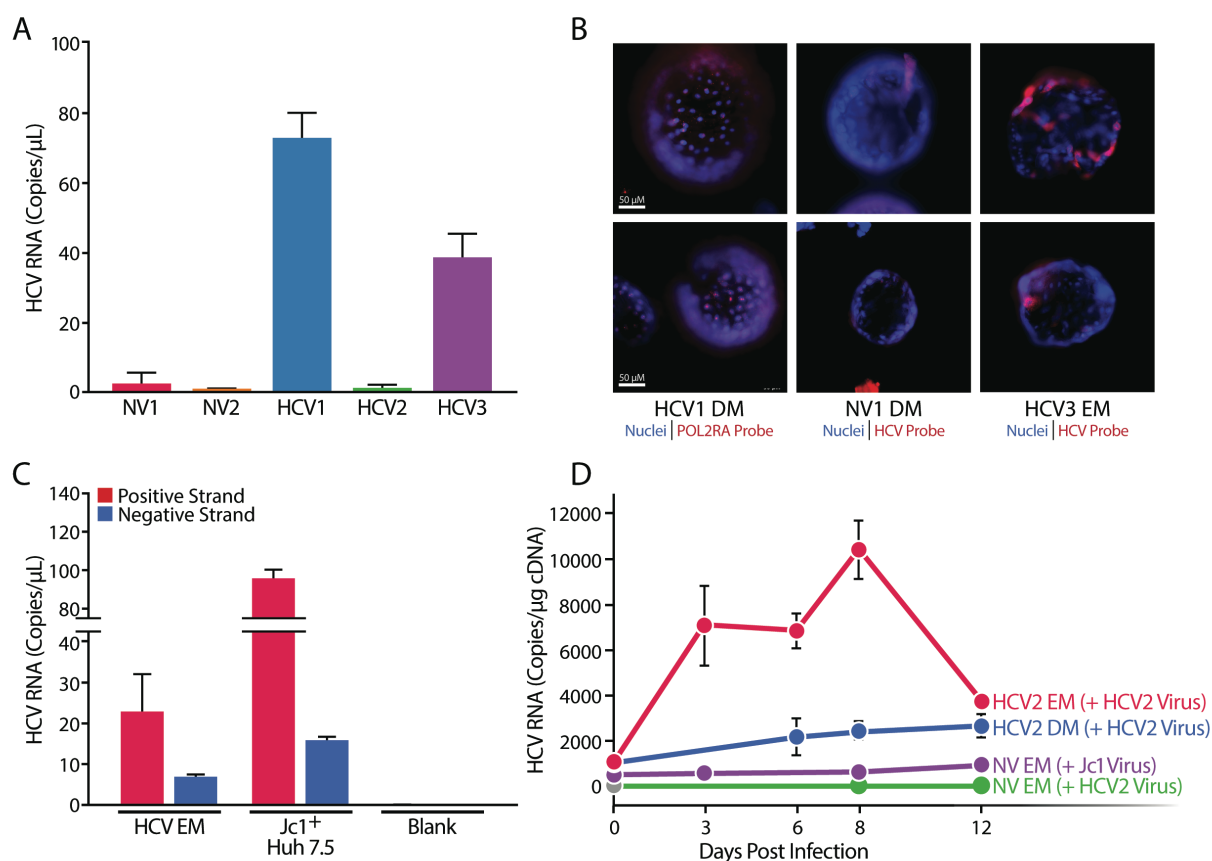 A
HCV RNA (Copies/µL)
100
80
60
40
20
0
NV1 NV2 HCV1 HCV2 HCV3
B
50 µM
50 µM
HCV1 DM
Nuclei | POL2RA Probe
NV1 DM
Nuclei | HCV Probe
HCV3 EM
Nuclei | HCV Probe
C
HCV RNA (Copies/µL)
140
120
100
80
40
30
20
10
0
Positive Strand
Negative Strand
HCV EM
Jc1+
Huh 7.5
Blank
D
HCV RNA (Copies/µg cDNA)
12000
10000
8000
6000
4000
2000
0
HCV2 EM (+ HCV2 Virus)
HCV2 DM (+ HCV2 Virus)
NV EM (+ Jc1 Virus)
NV EM (+ HCV2 Virus)
0 3 6 8 12
Days Post Infection